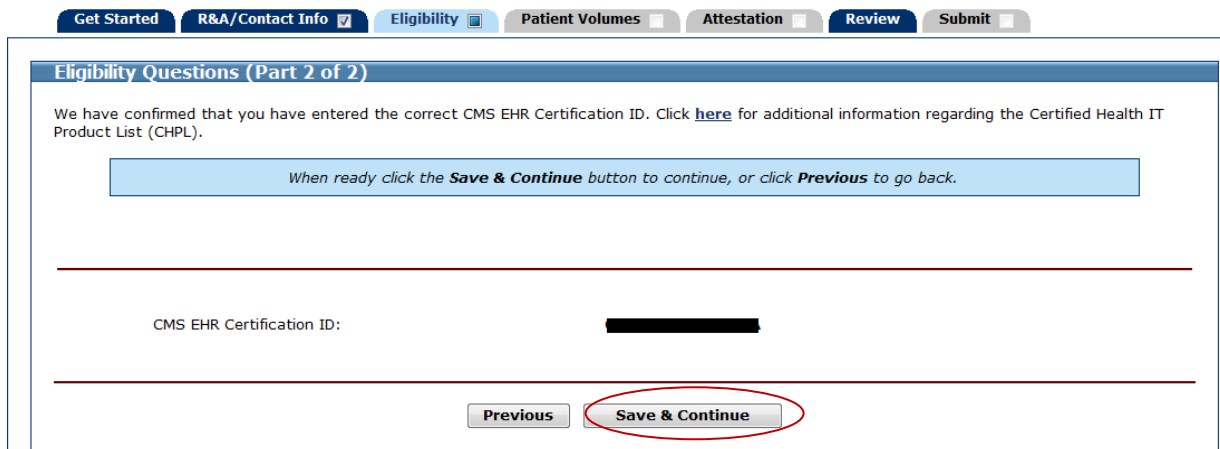 Get Started R&A/Contact Info Eligibility Patient Volumes Attestation Review Submit
Eligibility Questions (Part 2 of 2)
We have confirmed that you have entered the correct CMS EHR Certification ID. Click here for additional information regarding the Certified Health IT
Product List (CHPL).
When ready click the Save & Continue button to continue, or click Previous to go back.
CMS EHR Certification ID:
Previous Save & Continue